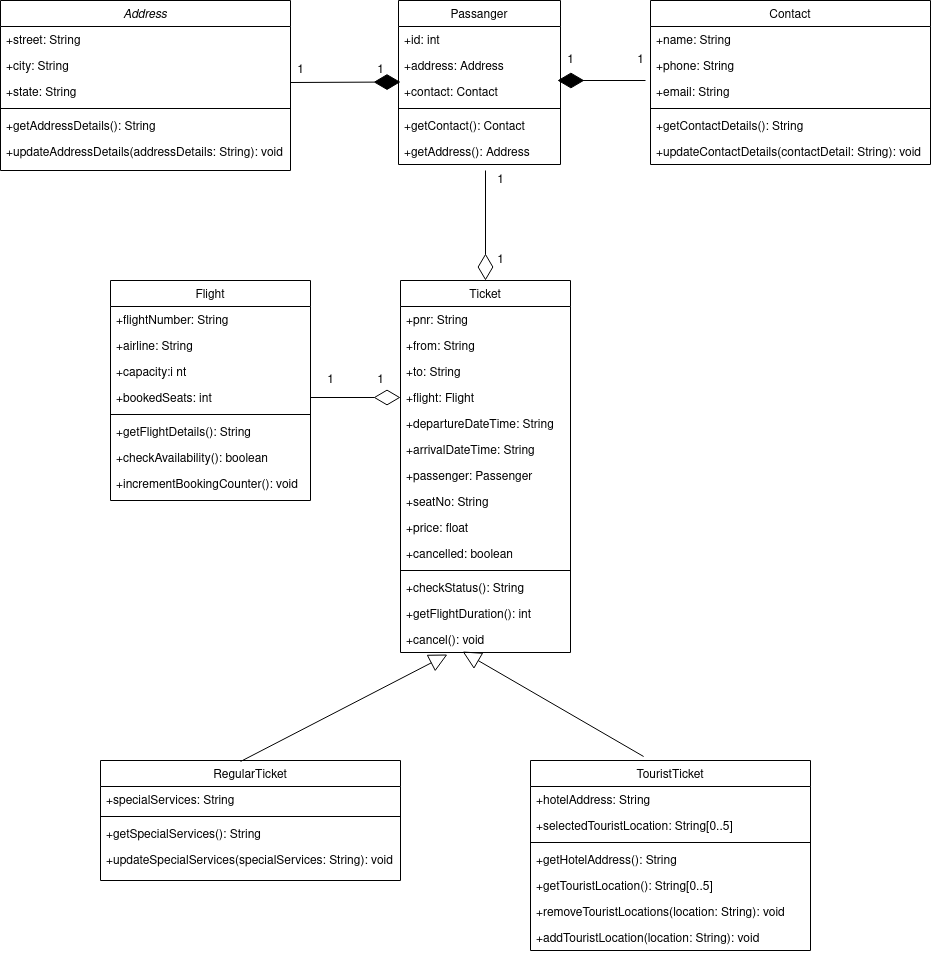 Address
+street: String
+city: String
+state: String
+getAddressDetails(): String
+updateAddressDetails(addressDetails: String): void
1
1
Passanger
+id: int
+address: Address
+contact: Contact
+getContact(): Contact
+getAddress(): Address
1
1
Contact
+name: String
+phone: String
+email: String
+getContactDetails(): String
+updateContactDetails(contactDetail: String): void
1
1
Flight
+flightNumber: String
+airline: String
+capacity:i nt
+bookedSeats: int
+getFlightDetails(): String
+checkAvailability(): boolean
+incrementBookingCounter(): void
1
1
Ticket
+pnr: String
+from: String
+to: String
+flight: Flight
+departureDateTime: String
+arrivalDateTime: String
+passenger: Passenger
+seatNo: String
+price: float
+cancelled: boolean
+checkStatus(): String
+getFlightDuration(): int
+cancel(): void
RegularTicket
+specialServices: String
+getSpecialServices(): String
+updateSpecialServices(specialServices: String): void
TouristTicket
+hotelAddress: String
+selectedTouristLocation: String[0..5]
+getHotelAddress(): String
+getTouristLocation(): String[0..5]
+removeTouristLocations(location: String): void
+addTouristLocation(location: String): void